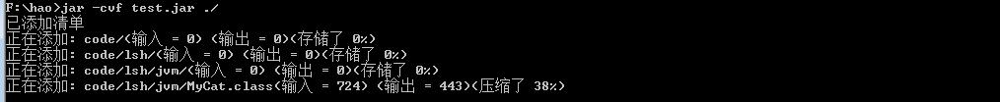 F:\hao>jar -cvf test.jar ./
已添加清单
正在添加: code/(输入 = 0) (输出 = 0)(存储了 0%)
正在添加: code/lsh/(输入 = 0) (输出 = 0)(存储了 0%)
正在添加: code/lsh/jvm/(输入 = 0) (输出 = 0)(存储了 0%)
正在添加: code/lsh/jvm/MyCat.class(输入 = 724) (输出 = 443)(压缩了 38%)